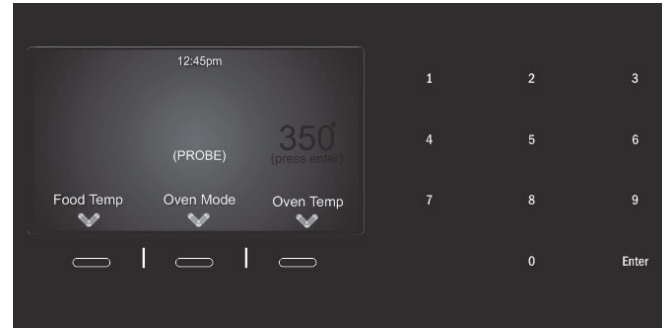 12:45pm
350°
(PROBE)
(press enter)
Food Temp
Oven Mode
Oven Temp
1 2 3
4 5 6
7 8 9
0 Enter